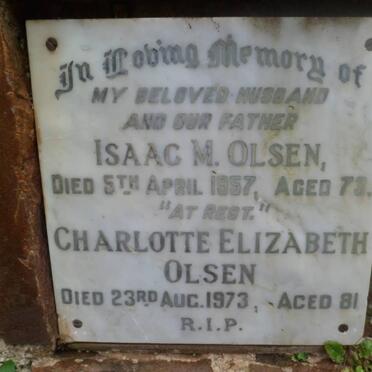 In Loving Memory of
MY BELOVED HUSBAND
AND OUR FATHER
ISAAC M. OLSEN,
DIED 5TH APRIL 1957, AGED 73.
"AT REST."
CHARLOTTE ELIZABETH
OLSEN
DIED 23RD AUG. 1973, AGED 81
R.I.P.